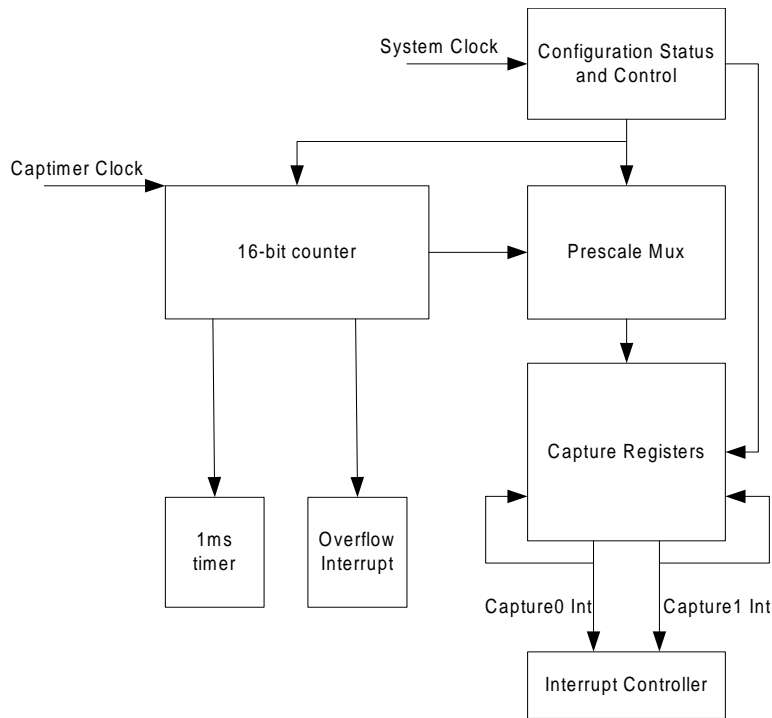 System Clock
Configuration Status
and Control
Captimer Clock
16-bit counter
Prescale Mux
Capture Registers
1ms
timer
Overflow
Interrupt
Capture0 Int
Capture1 Int
Interrupt Controller